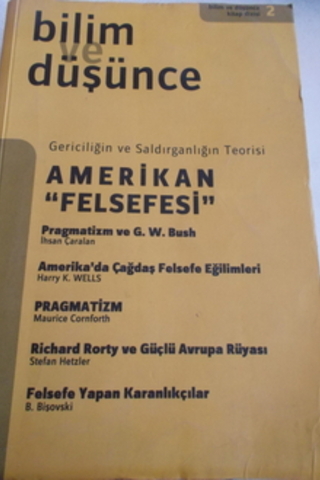 bilim ve düşünce
kitap dizisi 2
bilim
ve
düşünce
Gericiliğin ve Saldırganlığın Teorisi
AMERİKAN
"FELSEFESİ"
Pragmatizm ve G. W. Bush
İhsan Çaralan
Amerika'da Çağdaş Felsefe Eğilimleri
Harry K. WELLS
PRAGMATİZM
Maurice Cornforth
Richard Rorty ve Güçlü Avrupa Rüyası
Stefan Hetzler
Felsefe Yapan Karanlıkçılar
B. Bişovski